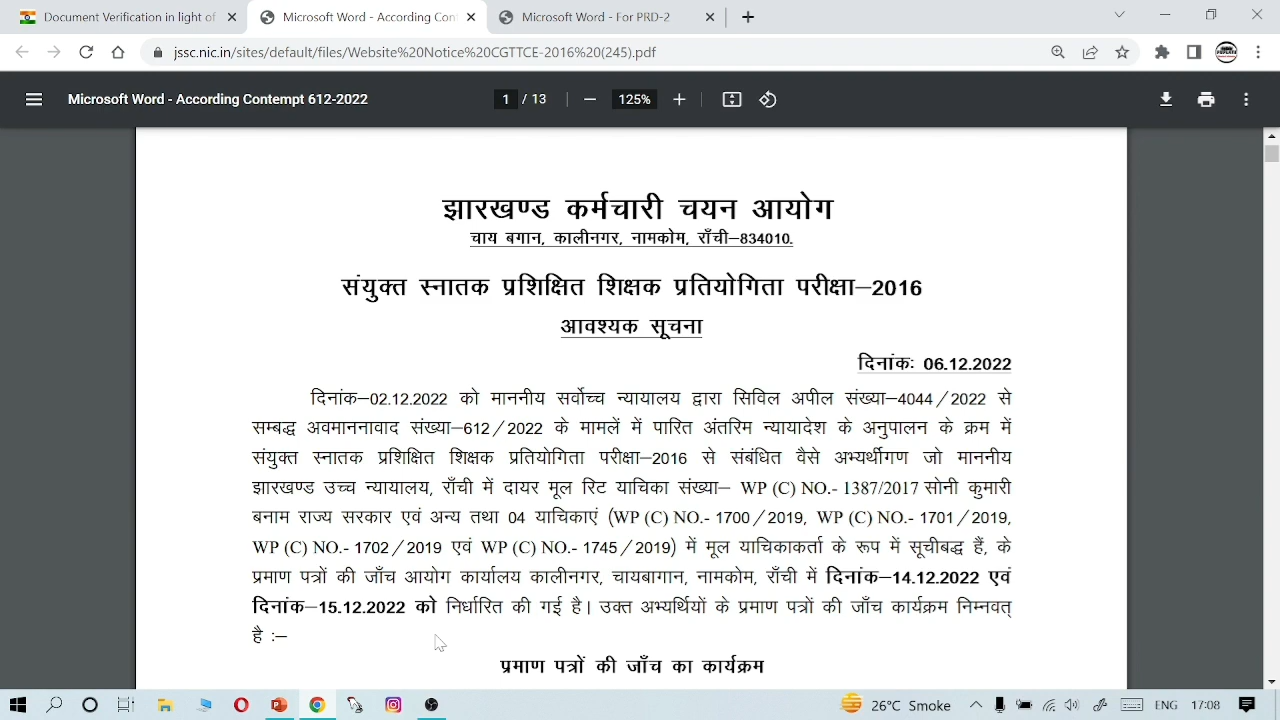 Document Verification in light of
Microsoft Word - According Cont
Microsoft Word - For PRD-2
jssc.nic.in/sites/default/files/Website%20Notice%20CGTTCE-2016%20(245).pdf
Microsoft Word - According Contempt 612-2022
1 / 13
125%
झारखण्ड कर्मचारी चयन आयोग
चाय बगान, कालीनगर, नामकोम, राँची–834010.
संयुक्त स्नातक प्रशिक्षित शिक्षक प्रतियोगिता परीक्षा–2016
आवश्यक सूचना
दिनांकः 06.12.2022
दिनांक–02.12.2022 को माननीय सर्वोच्च न्यायालय द्वारा सिविल अपील संख्या–4044/2022 से
सम्बद्ध अवमाननावाद संख्या–612/2022 के मामलें में पारित अंतरिम न्यायादेश के अनुपालन के क्रम में
संयुक्त स्नातक प्रशिक्षित शिक्षक प्रतियोगिता परीक्षा–2016 से संबंधित वैसे अभ्यर्थीगण जो माननीय
झारखण्ड उच्च न्यायालय, राँची में दायर मूल रिट याचिका संख्या– WP (C) NO.- 1387/2017 सोनी कुमारी
बनाम राज्य सरकार एवं अन्य तथा 04 याचिकाएं (WP (C) NO.- 1700/2019, WP (C) NO.- 1701/2019,
WP (C) NO.- 1702/2019 एवं WP (C) NO.- 1745/2019) में मूल याचिकाकर्ता के रूप में सूचीबद्ध हैं, के
प्रमाण पत्रों की जाँच आयोग कार्यालय कालीनगर, चायबागान, नामकोम, राँची में दिनांक–14.12.2022 एवं
दिनांक–15.12.2022 को निर्धारित की गई है। उक्त अभ्यर्थियों के प्रमाण पत्रों की जाँच कार्यक्रम निम्नवत्
है :–
प्रमाण पत्रों की जाँच का कार्यक्रम
26°C Smoke
ENG
17:08